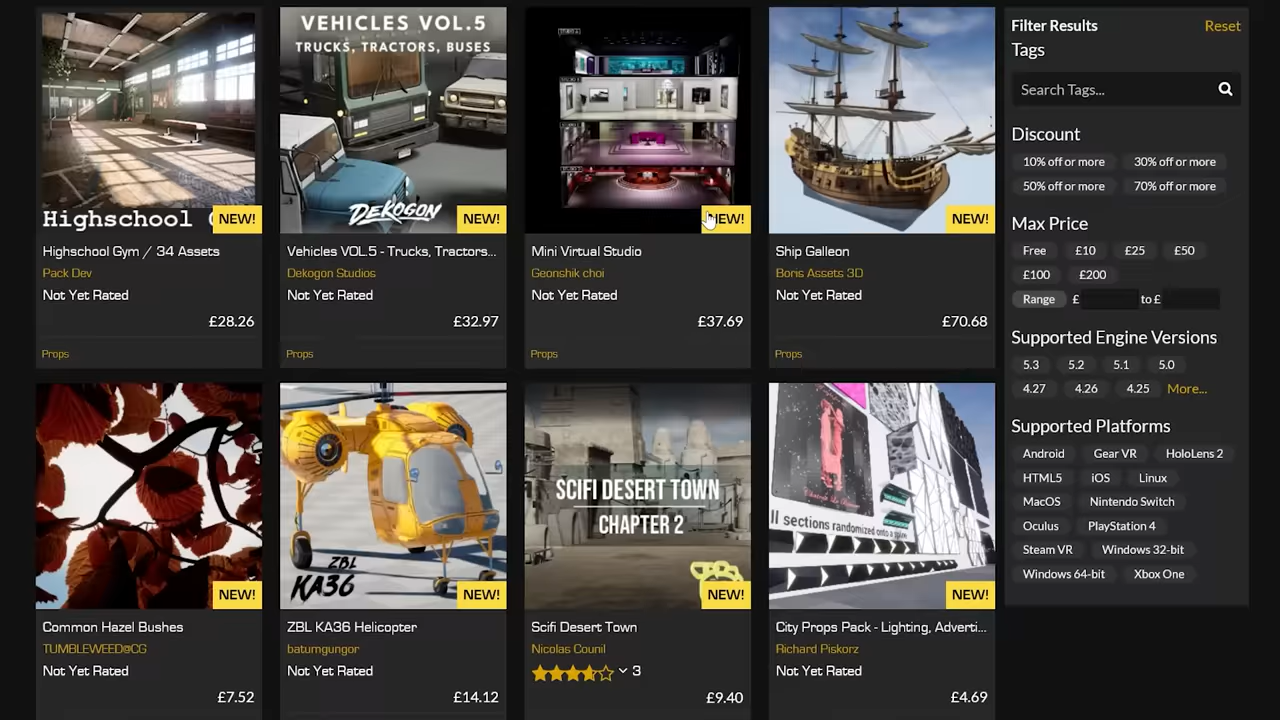 Highschool G
NEW!
Highschool Gym / 34 Assets
Pack Dev
Not Yet Rated
£28.26
Props
VEHICLES VOL.5
TRUCKS, TRACTORS, BUSES
DEKOGON
NEW!
Vehicles VOL.5 - Trucks, Tractors...
Dekogon Studios
Not Yet Rated
£32.97
Props
NEW!
Mini Virtual Studio
Geonshik choi
Not Yet Rated
£37.69
Props
NEW!
Ship Galleon
Boris Assets 3D
Not Yet Rated
£70.68
Props
NEW!
Common Hazel Bushes
TUMBLEWEED@CG
Not Yet Rated
£7.52
ZBL
KA36
NEW!
ZBL KA36 Helicopter
batumgungor
Not Yet Rated
£14.12
SCIFI DESERT TOWN
CHAPTER 2
NEW!
Scifi Desert Town
Nicolas Counil
3
£9.40
II sections randomized onto a spline
NEW!
City Props Pack - Lighting, Adverti...
Richard Piskorz
Not Yet Rated
£4.69
Filter Results
Reset
Tags
Search Tags...
Discount
10% off or more 30% off or more
50% off or more 70% off or more
Max Price
Free £10 £25 £50
£100 £200
Range £ to £
Supported Engine Versions
5.3 5.2 5.1 5.0
4.27 4.26 4.25 More...
Supported Platforms
Android Gear VR HoloLens 2
HTML5 iOS Linux
MacOS Nintendo Switch
Oculus PlayStation 4
Steam VR Windows 32-bit
Windows 64-bit Xbox One